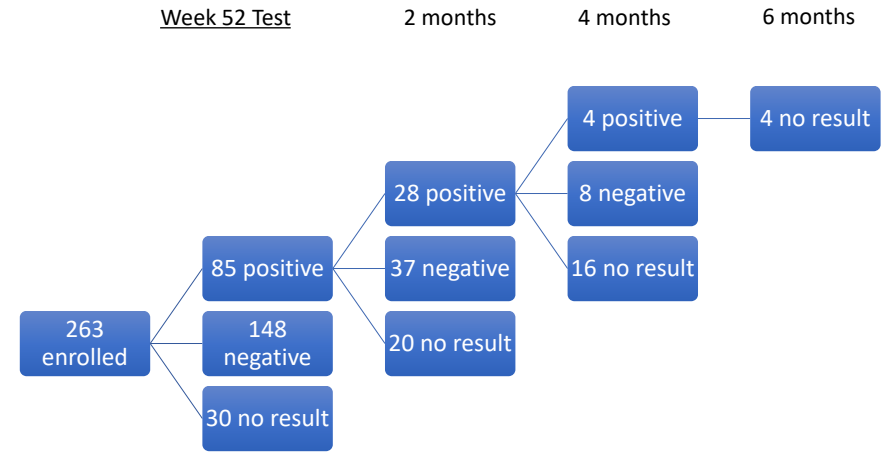 Week 52 Test
2 months
4 months
6 months
4 positive
4 no result
28 positive
8 negative
85 positive
37 negative
16 no result
263
enrolled
148
negative
20 no result
30 no result